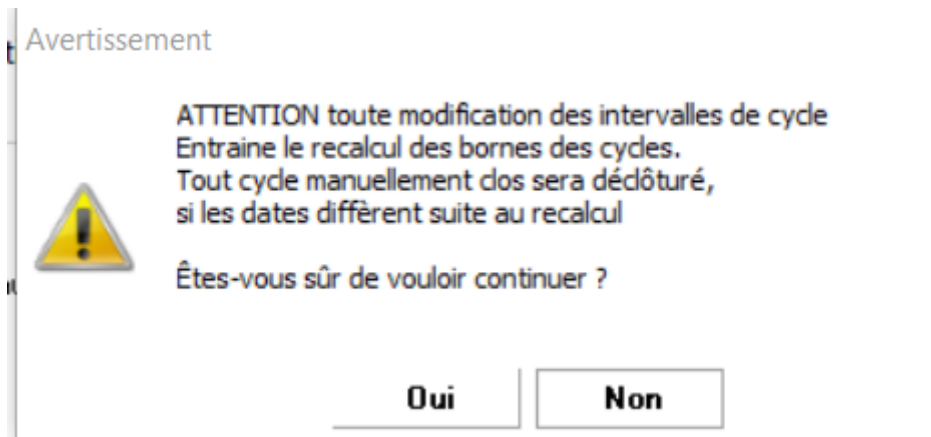 Avertissement
ATTENTION toute modification des intervalles de cycle
Entraine le recalcul des bornes des cycles.
Tout cycle manuellement clos sera déclôturé,
si les dates diffèrent suite au recalcul
Êtes-vous sûr de vouloir continuer ?
Oui Non